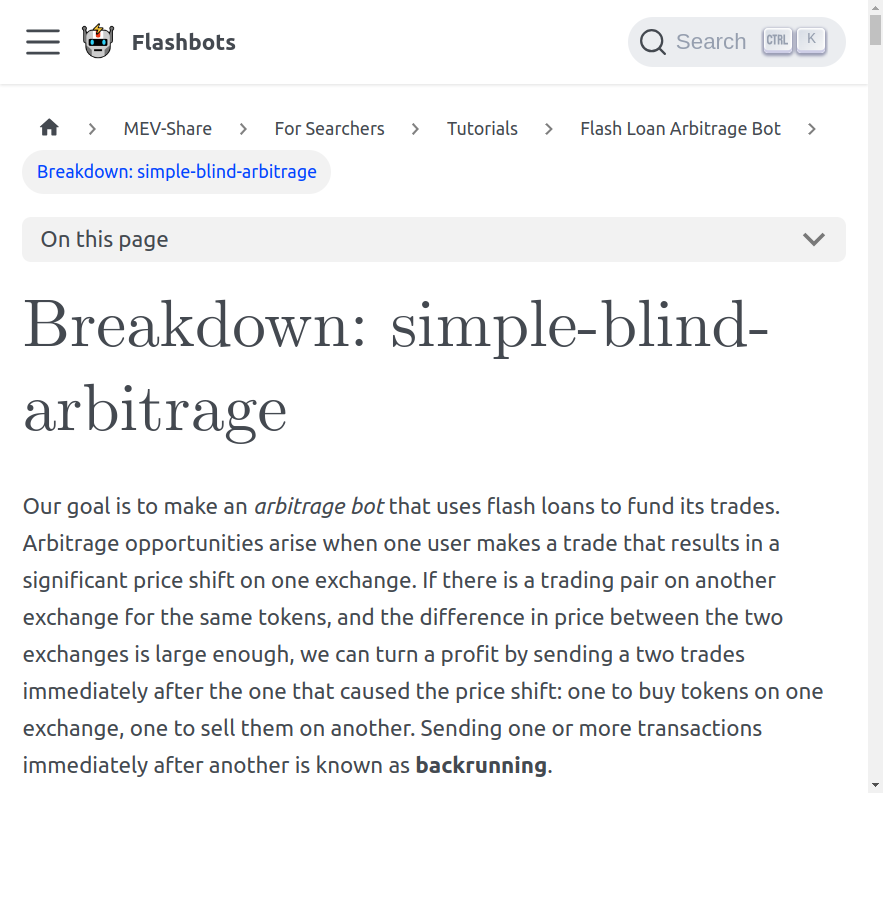 Flashbots
Search CTRL K
MEV-Share
For Searchers
Tutorials
Flash Loan Arbitrage Bot
Breakdown: simple-blind-arbitrage
On this page
Breakdown: simple-blind-
arbitrage
Our goal is to make an arbitrage bot that uses flash loans to fund its trades.
Arbitrage opportunities arise when one user makes a trade that results in a
significant price shift on one exchange. If there is a trading pair on another
exchange for the same tokens, and the difference in price between the two
exchanges is large enough, we can turn a profit by sending a two trades
immediately after the one that caused the price shift: one to buy tokens on one
exchange, one to sell them on another. Sending one or more transactions
immediately after another is known as backrunning.